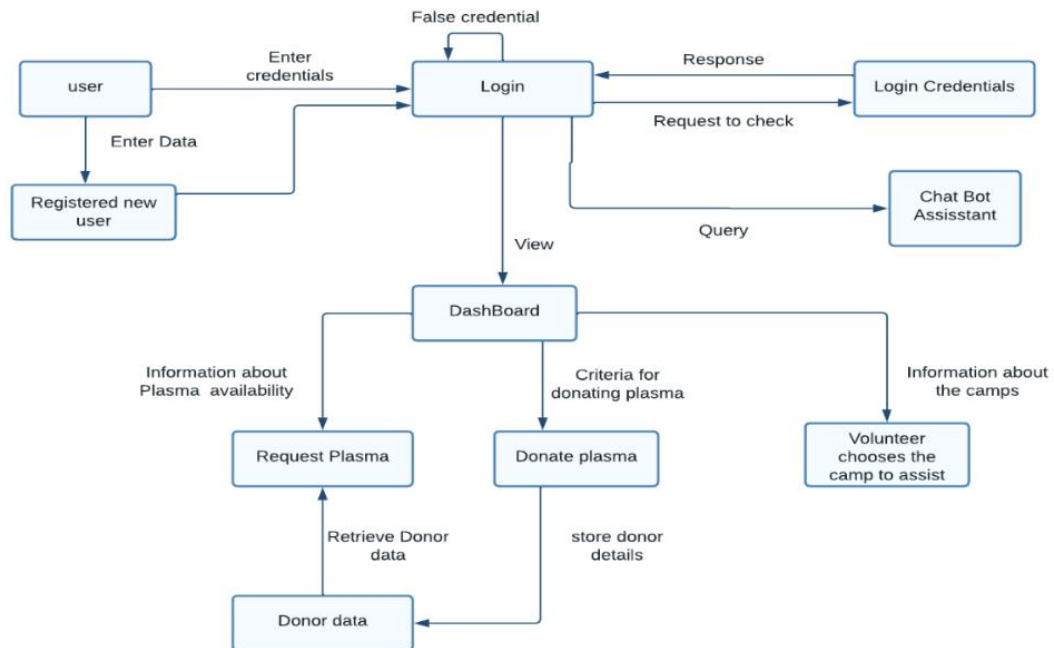 False credential
Enter
credentials
Response
user
Login
Login Credentials
Enter Data
Request to check
Registered new
user
Chat Bot
Assisstant
Query
View
DashBoard
Information about
Plasma availability
Criteria for
donating plasma
Information about
the camps
Request Plasma
Donate plasma
Volunteer
chooses the
camp to assist
Retrieve Donor
data
store donor
details
Donor data